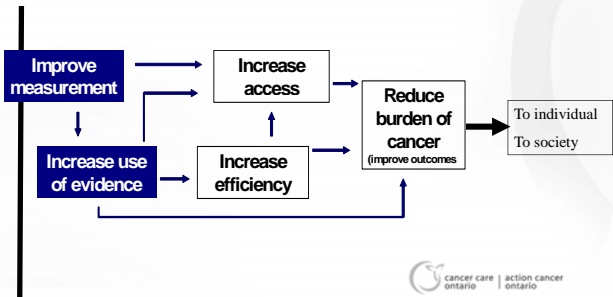 Improve
measurement
Increase
access
Reduce
burden of
cancer
(improve outcomes
To individual
To society
Increase use
of evidence
Increase
efficiency
cancer care | action cancer
ontario | ontario